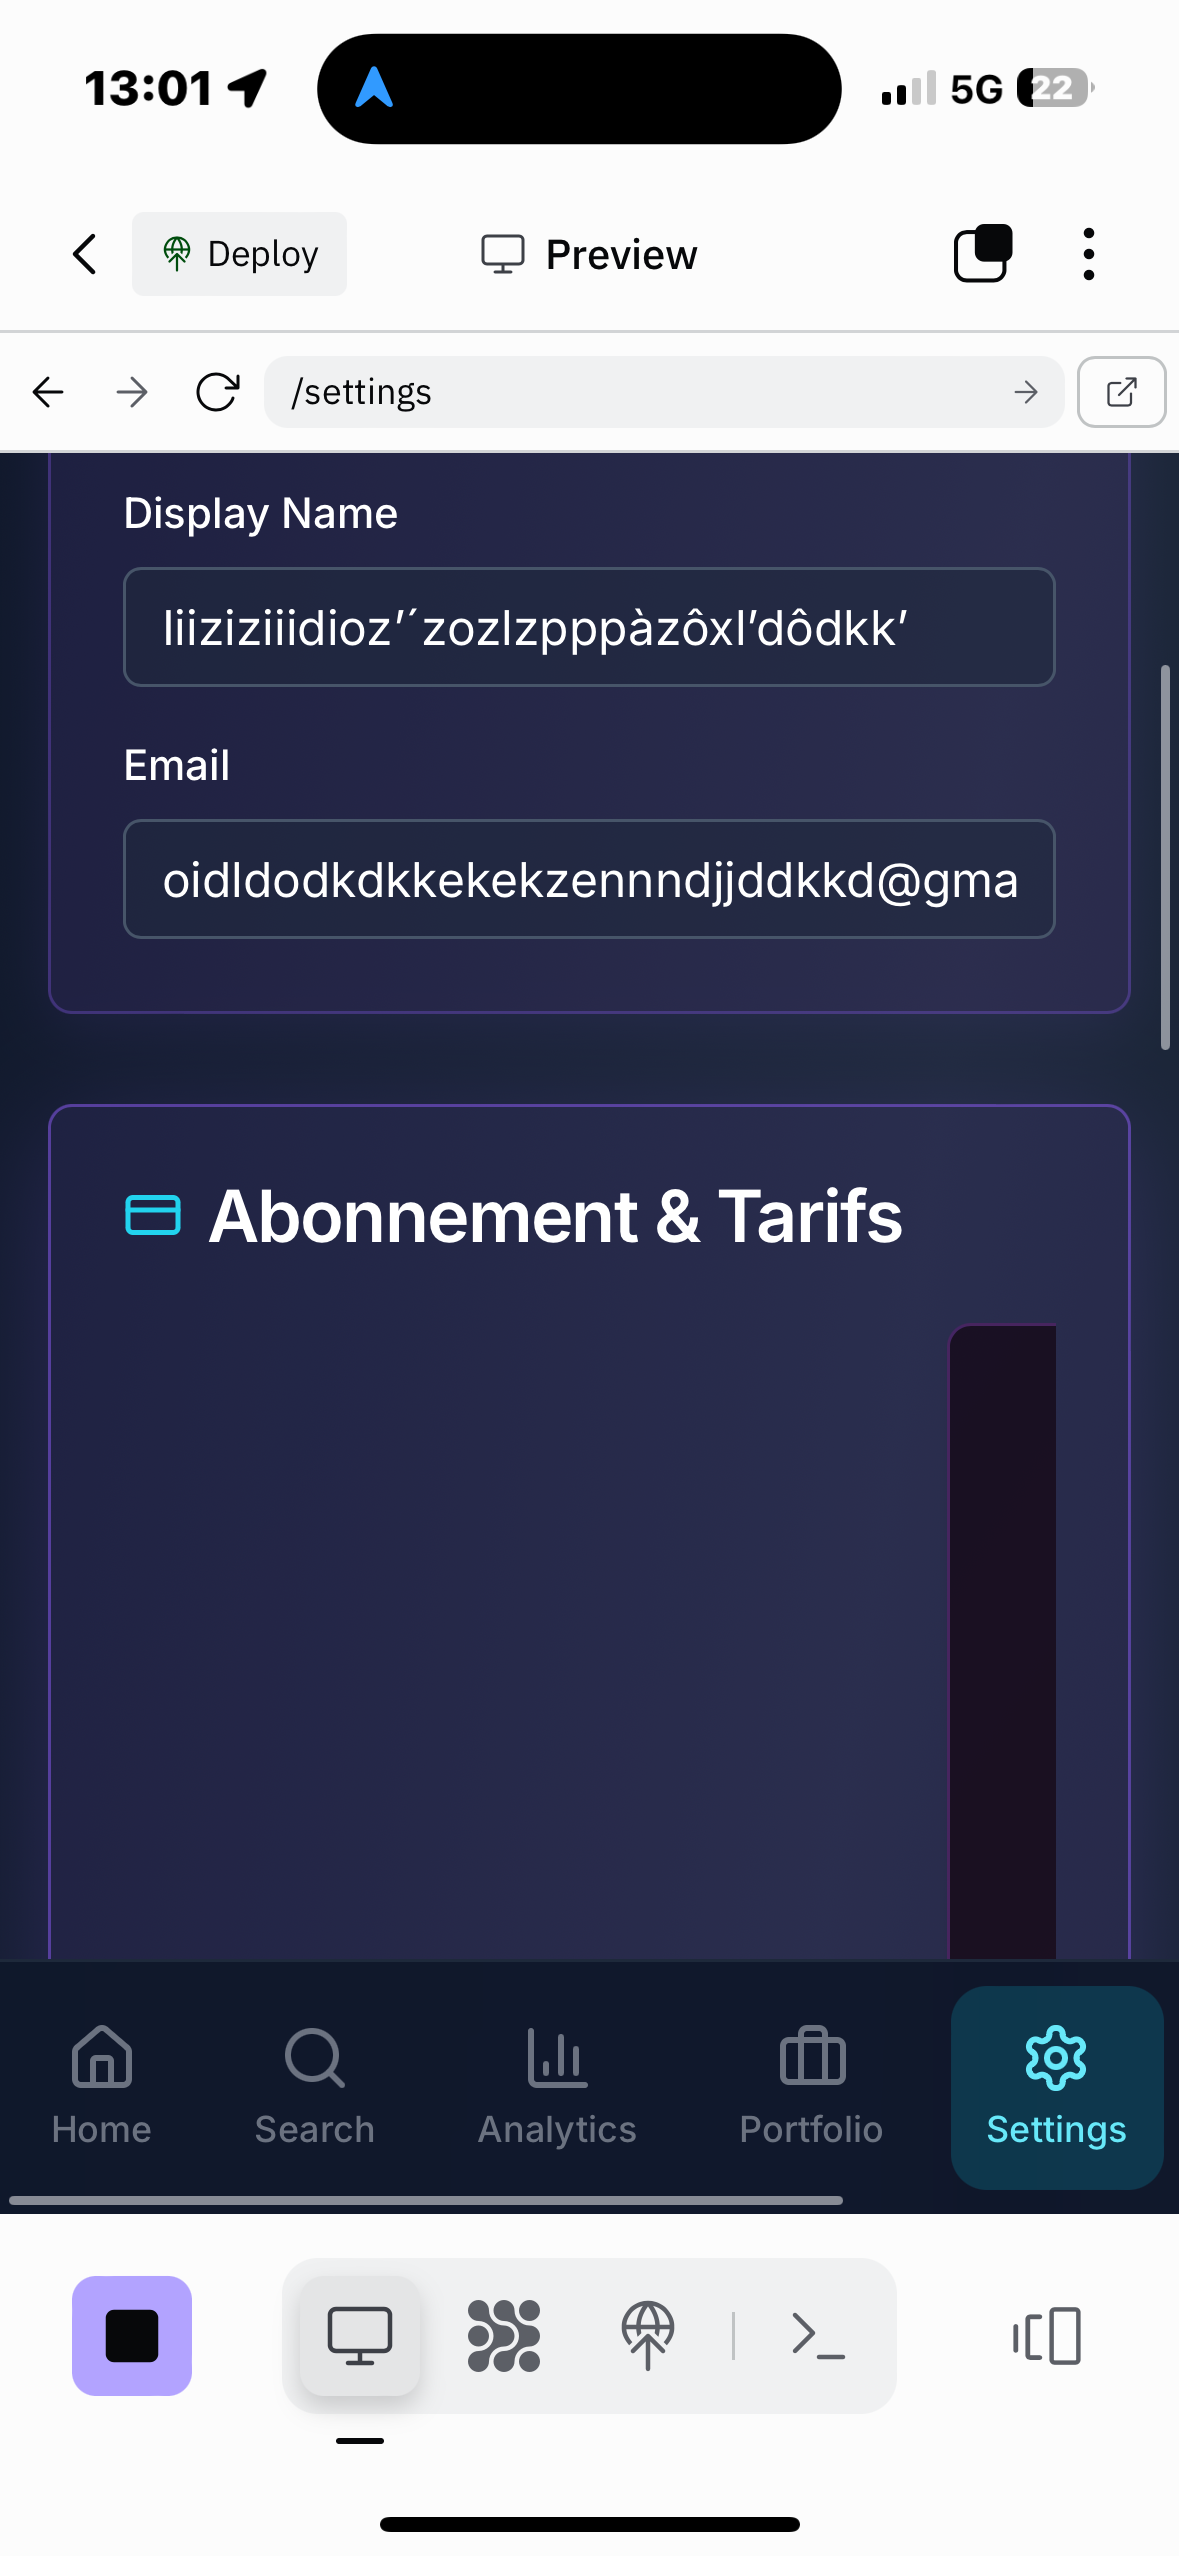 13:01
5G
22
Deploy
Preview
/settings
Display Name
liiziziiidioz’´zozlzpppàzôxl’dôdkk’
Email
oidldodkdkkekekzennndjjddkkd@gma
Abonnement & Tarifs
Home
Search
Analytics
Portfolio
Settings